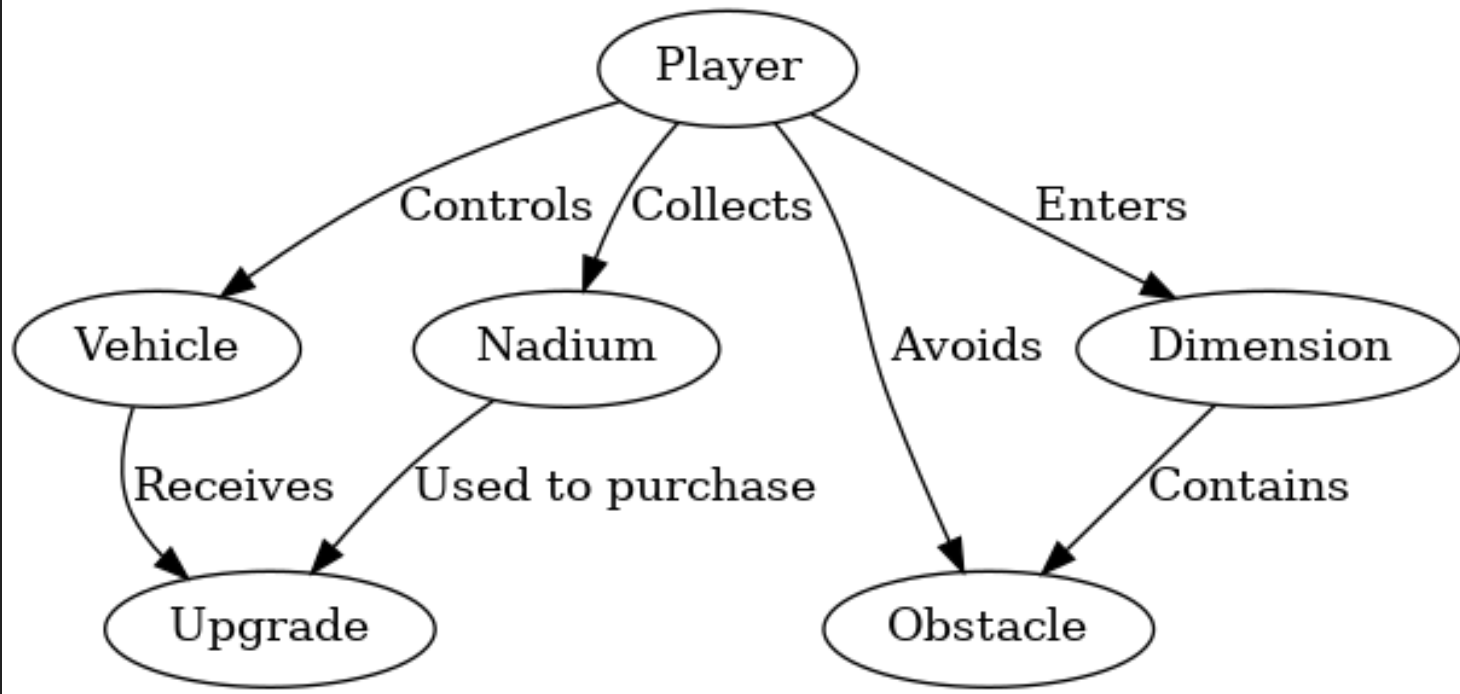 Player
Controls
Collects
Enters
Vehicle
Nadium
Avoids
Dimension
Receives
Used to purchase
Contains
Upgrade
Obstacle